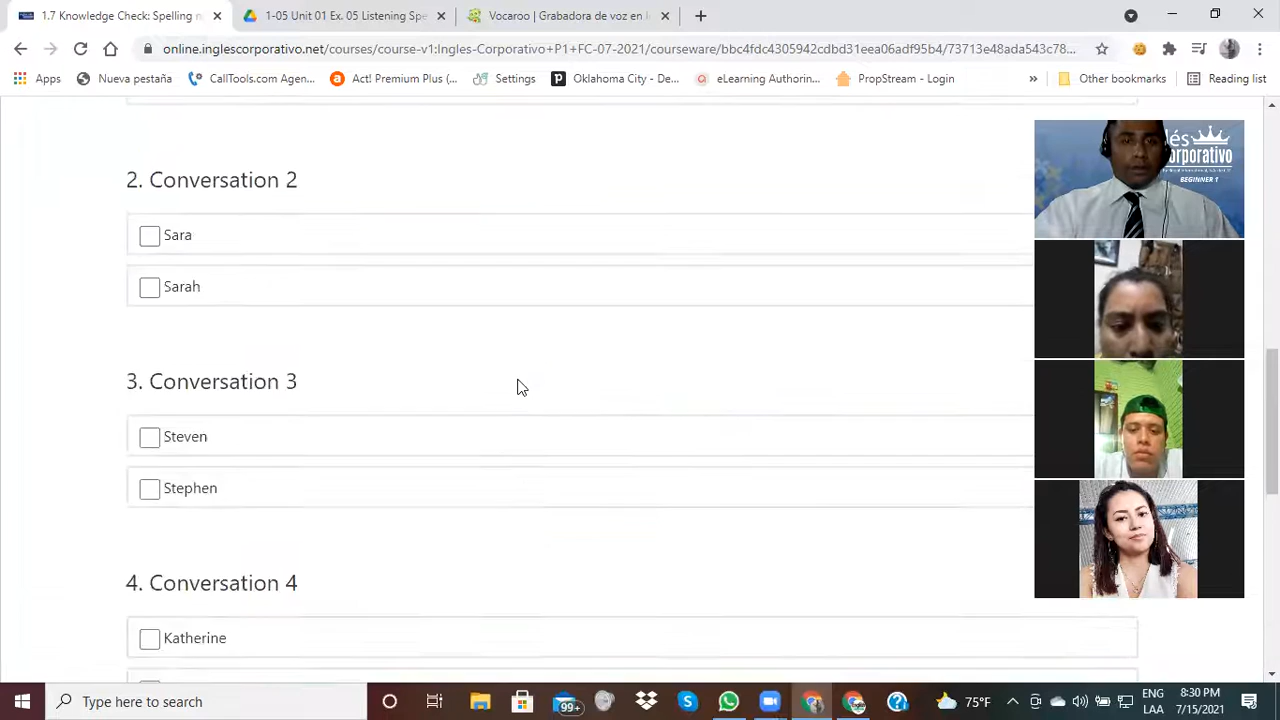 1.7 Knowledge Check: Spelling n
1-05 Unit 01 Ex. 05 Listening Spe
Vocaroo | Grabadora de voz en l
online.inglescorporativo.net/courses/course-v1:Ingles-Corporativo+P1+FC-07-2021/courseware/bbc4fdc4305942cdbd31eea06adf95b4/73713e48ada543c78...
Apps
Nueva pestaña
CallTools.com Agen...
Act! Premium Plus (...
Settings
Oklahoma City - De...
eLearning Authorin...
PropStream - Login
»
Other bookmarks
Reading list
2. Conversation 2
Sara
Sarah
3. Conversation 3
Steven
Stephen
4. Conversation 4
Katherine
lés
orporativo
BEGINNER 1
Type here to search
99+
75°F
ENG
LAA
8:30 PM
7/15/2021